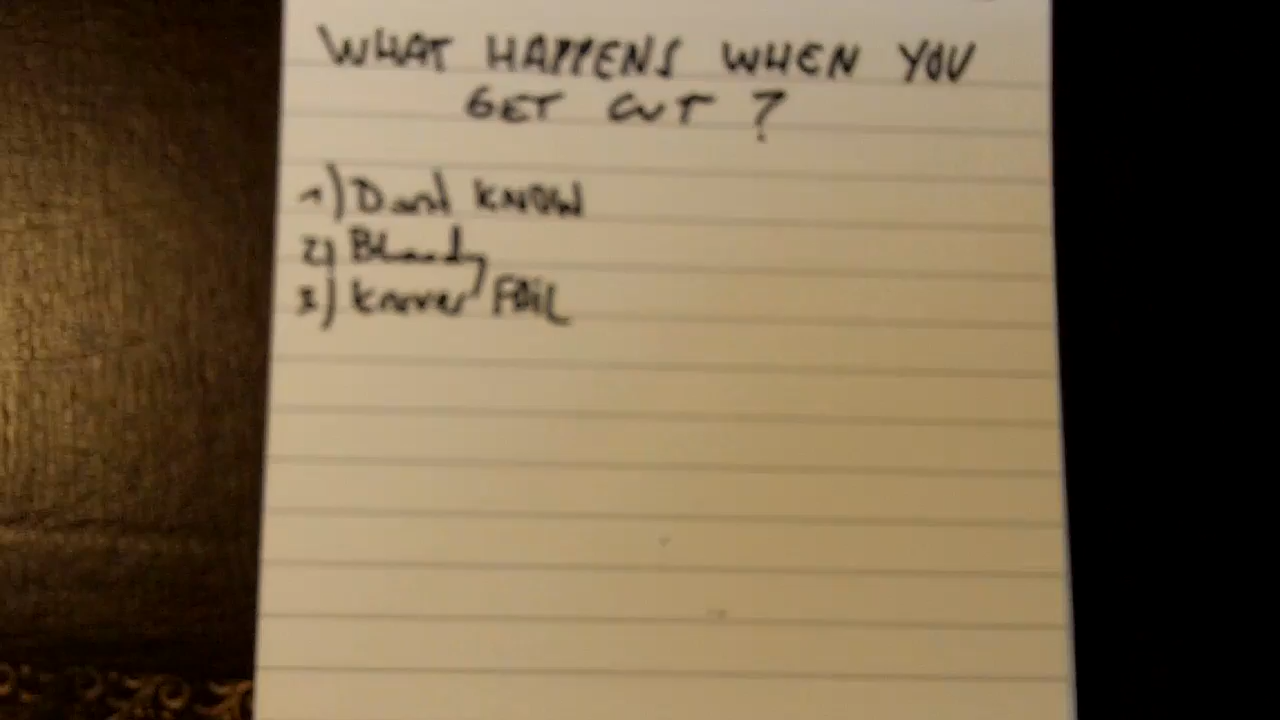 WHAT HAPPENS WHEN YOU
GET CUT ?
1) Dont KNOW
2) Bloody
3) Knives FAIL